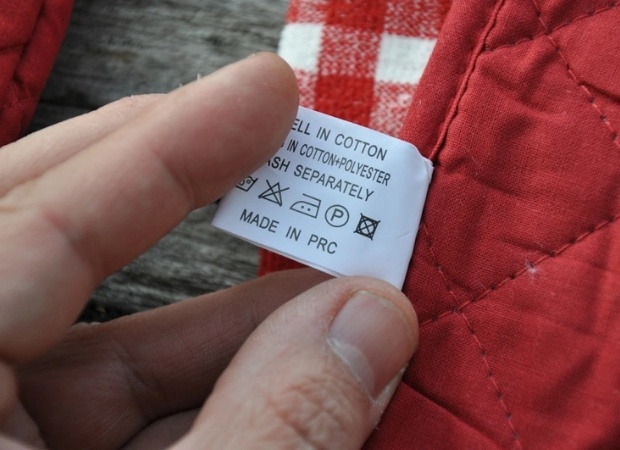 ELL IN COTTON
IN COTTON+POLYESTER
ASH SEPARATELY
P
MADE IN PRC